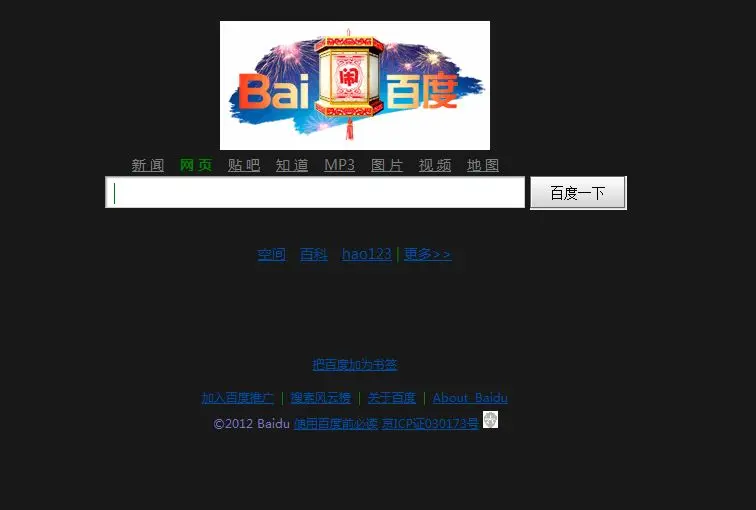 Bai 闹 百度
新闻 网页 贴吧 知道 MP3 图片 视频 地图
百度一下
空间 百科 hao123 | 更多>>
把百度加为书签
加入百度推广 | 搜索风云榜 | 关于百度 | About Baidu
©2012 Baidu 使用百度前必读 京ICP证030173号